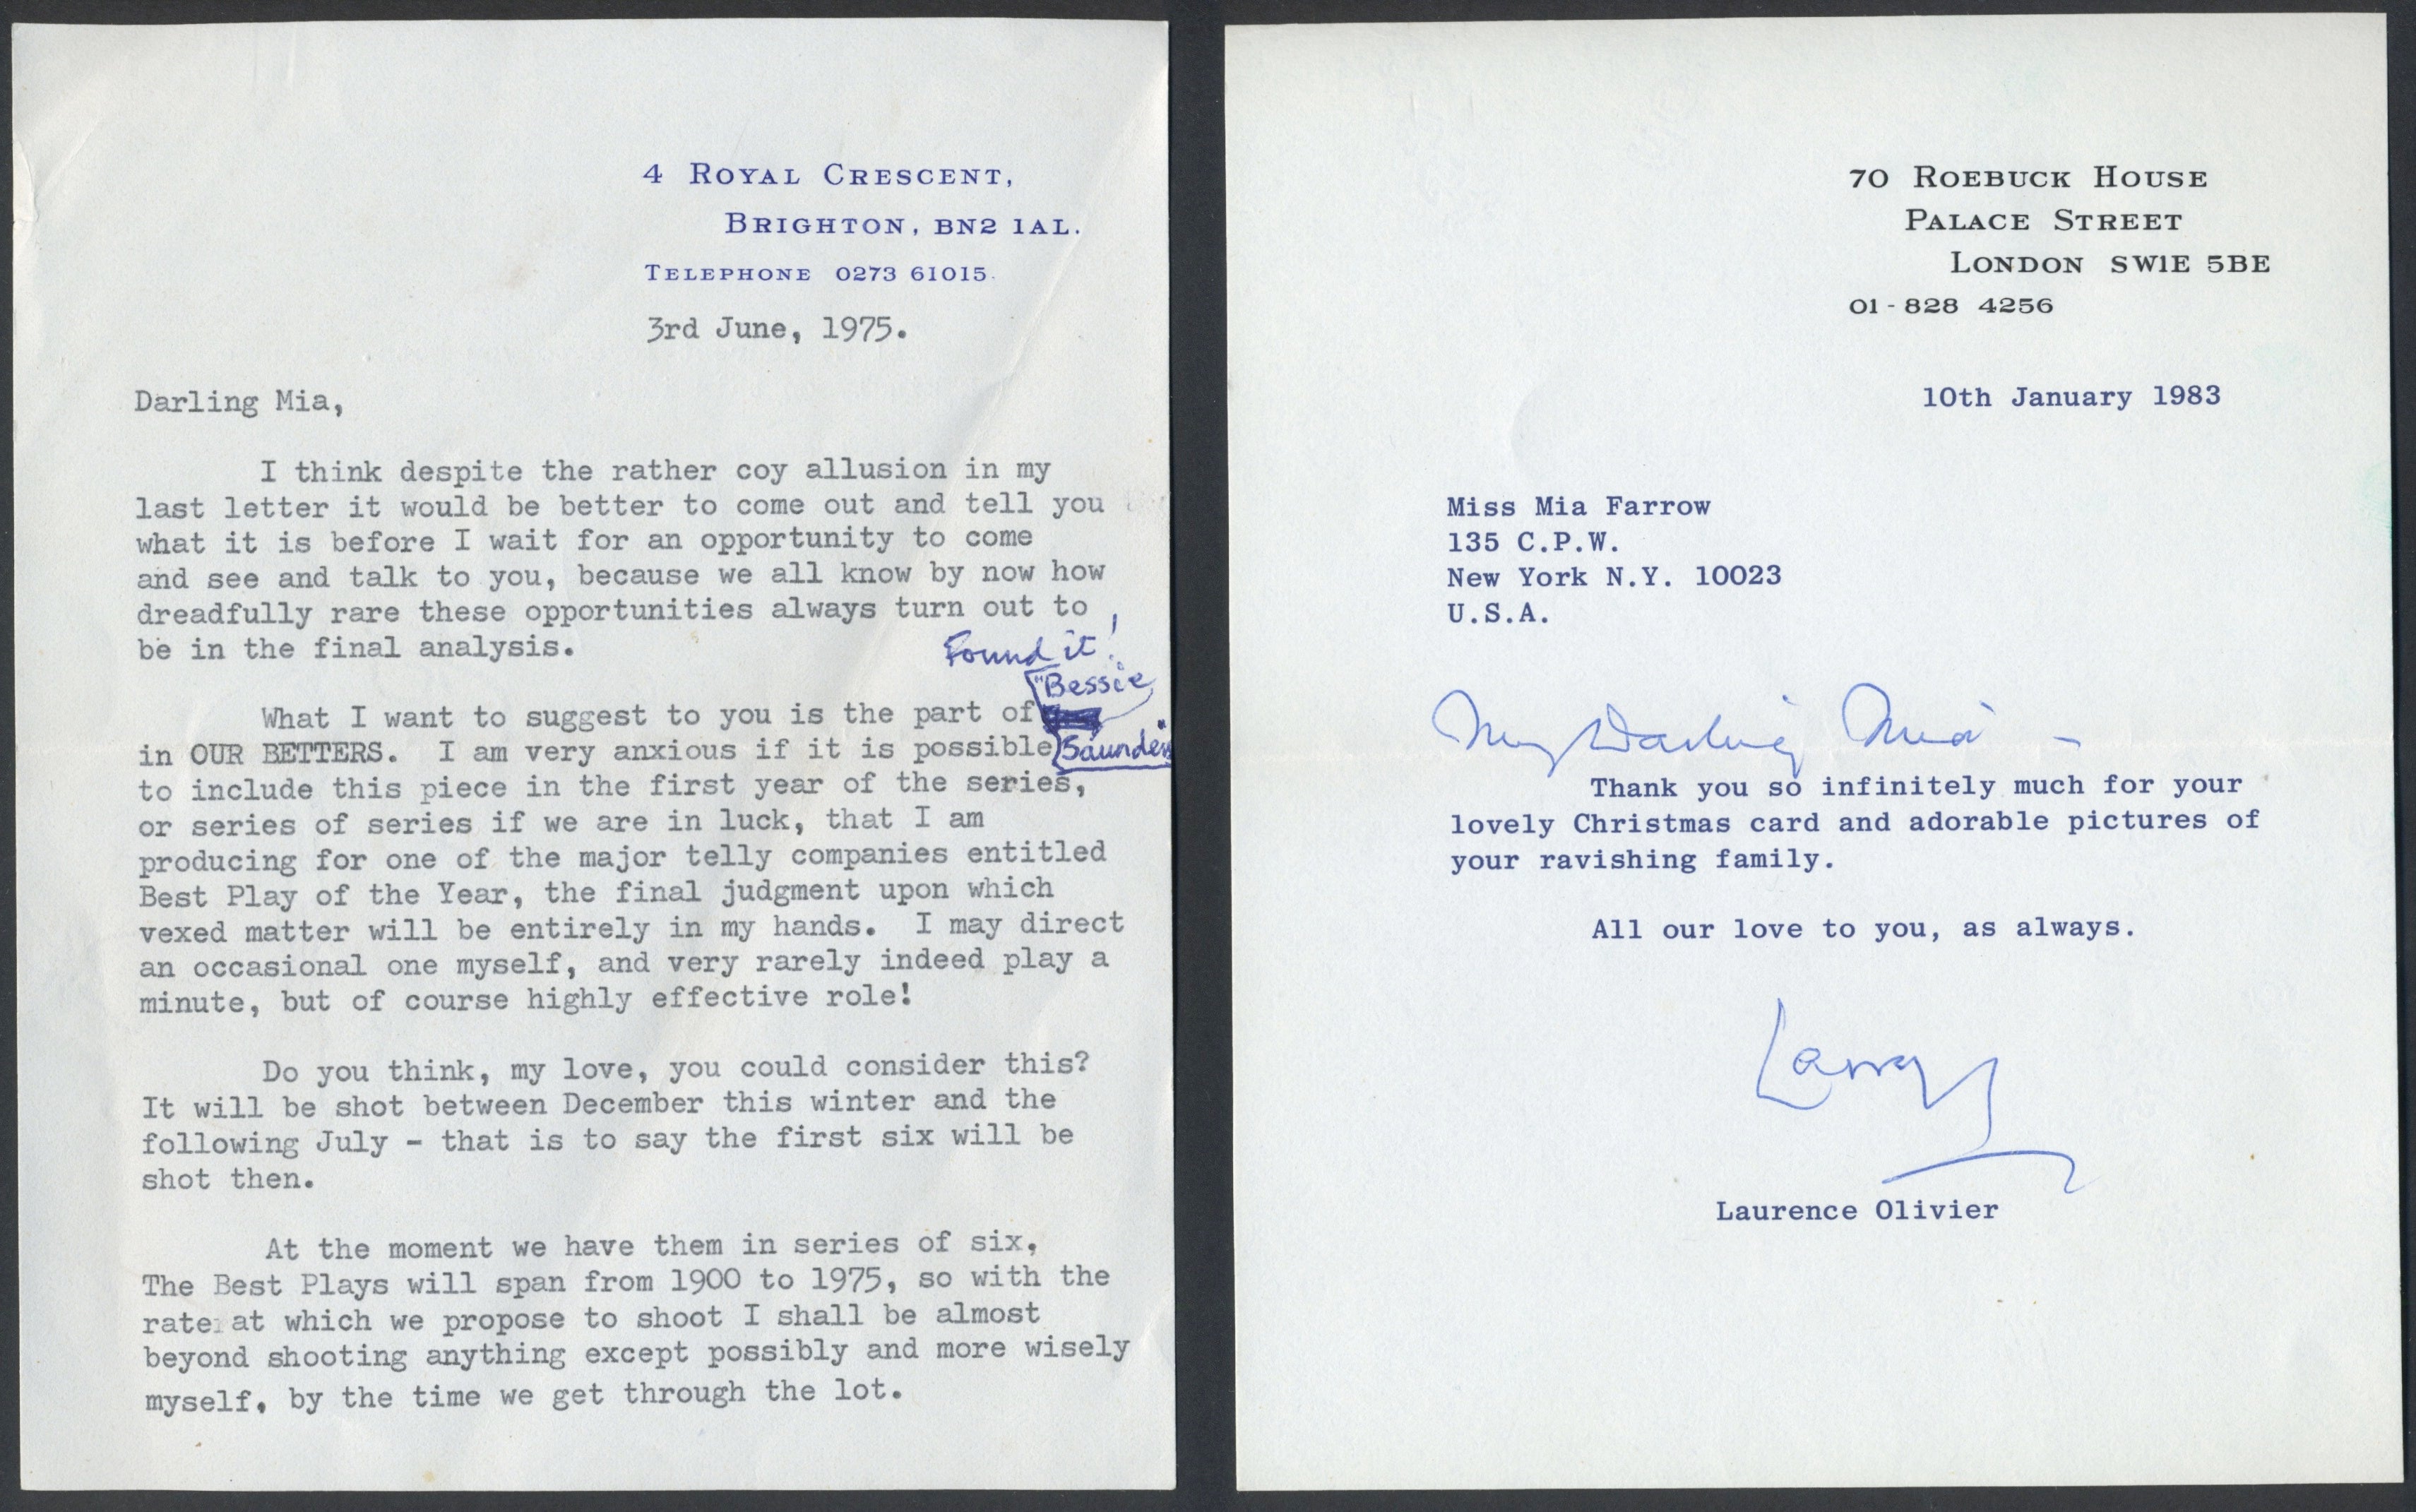 4 ROYAL CRESCENT,
BRIGHTON, BN2 1AL.
TELEPHONE 0273 61015.
3rd June, 1975.
Darling Mia,
I think despite the rather coy allusion in my
last letter it would be better to come out and tell you
what it is before I wait for an opportunity to come
and see and talk to you, because we all know by now how
dreadfully rare these opportunities always turn out to
be in the final analysis.
Found it!
"Bessie
What I want to suggest to you is the part of
in OUR BETTERS. I am very anxious if it is possible
Saunders
to include this piece in the first year of the series,
or series of series if we are in luck, that I am
producing for one of the major telly companies entitled
Best Play of the Year, the final judgment upon which
vexed matter will be entirely in my hands. I may direct
an occasional one myself, and very rarely indeed play a
minute, but of course highly effective role!
Do you think, my love, you could consider this?
It will be shot between December this winter and the
following July - that is to say the first six will be
shot then.
At the moment we have them in series of six,
The Best Plays will span from 1900 to 1975, so with the
rate at which we propose to shoot I shall be almost
beyond shooting anything except possibly and more wisely
myself, by the time we get through the lot.
70 ROEBUCK HOUSE
PALACE STREET
LONDON SW1E 5BE
01-828 4256
10th January 1983
Miss Mia Farrow
135 C.P.W.
New York N.Y. 10023
U.S.A.
My Darling Mia -
Thank you so infinitely much for your
lovely Christmas card and adorable pictures of
your ravishing family.
All our love to you, as always.
Larry
Laurence Olivier